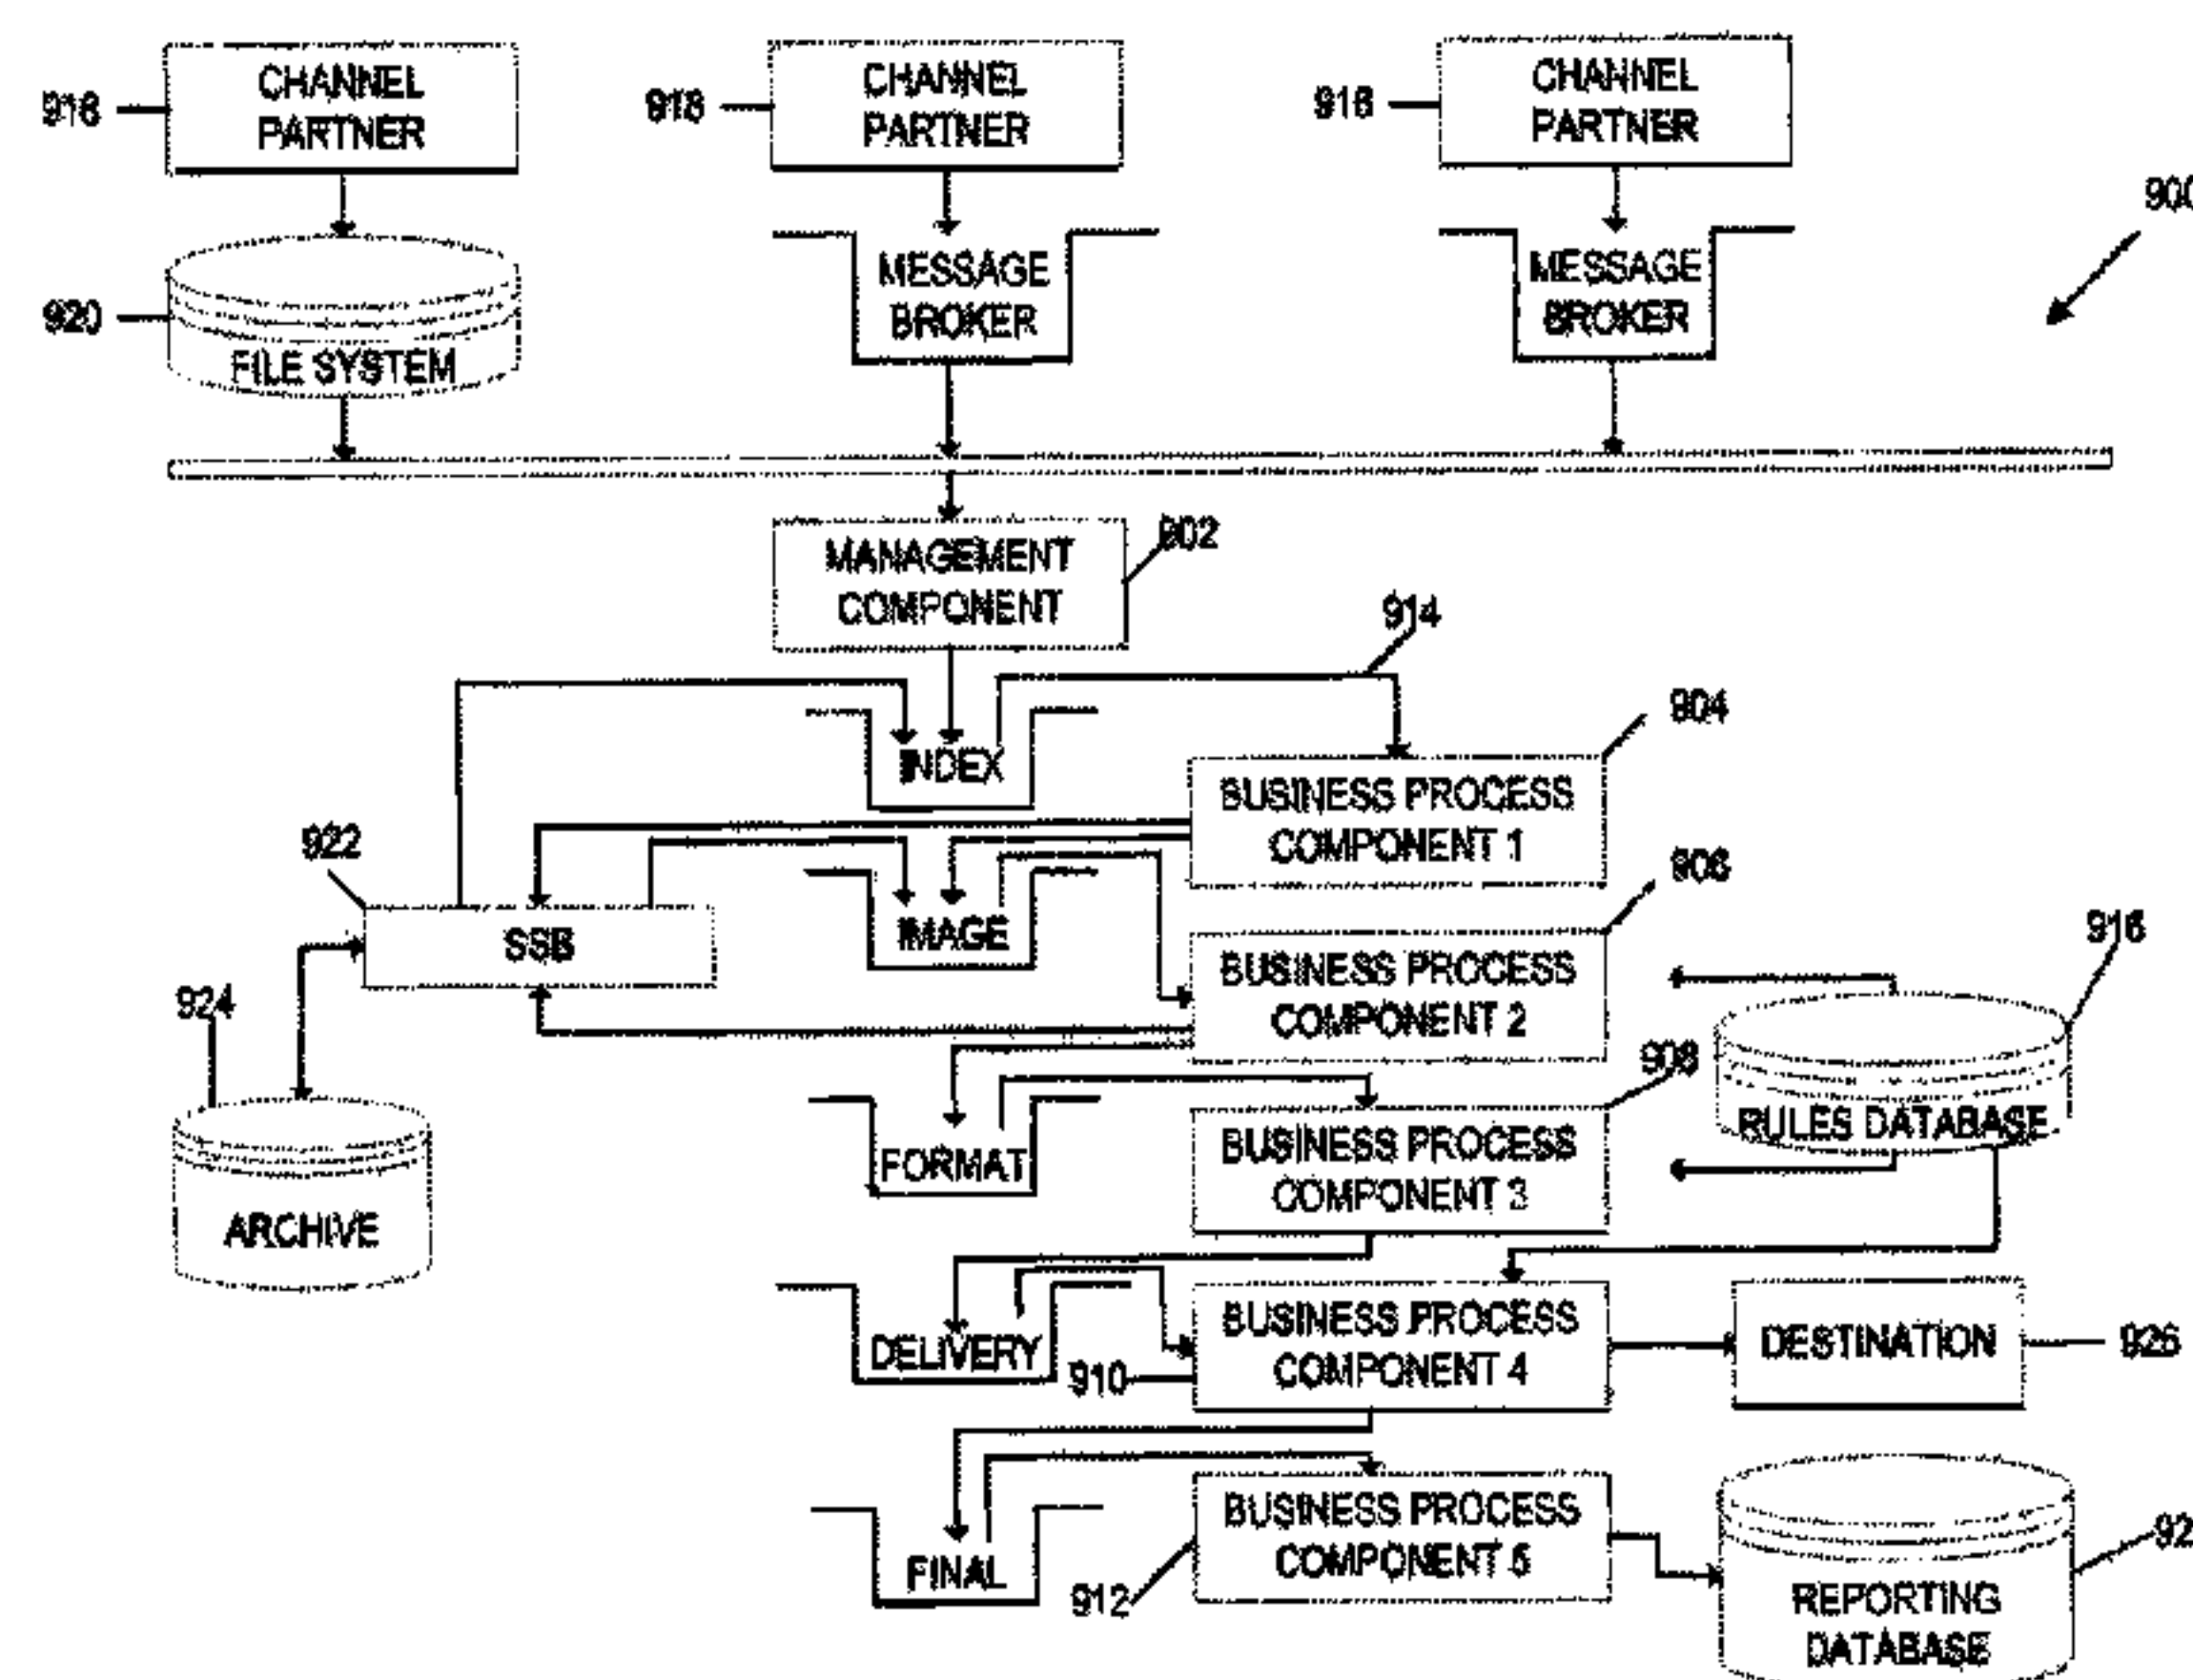 CHANNEL
PARTNER
918
CHANNEL
PARTNER
918
CHANNEL
PARTNER
918
900
920
FILE SYSTEM
MESSAGE
BROKER
MESSAGE
BROKER
MANAGEMENT
COMPONENT
902
914
INDEX
904
BUSINESS PROCESS
COMPONENT 1
922
906
IMAGE
SSB
BUSINESS PROCESS
COMPONENT 2
916
924
908
RULES DATABASE
FORMAT
BUSINESS PROCESS
COMPONENT 3
ARCHIVE
DELIVERY
910
BUSINESS PROCESS
COMPONENT 4
DESTINATION
926
FINAL
912
BUSINESS PROCESS
COMPONENT 5
92
REPORTING
DATABASE